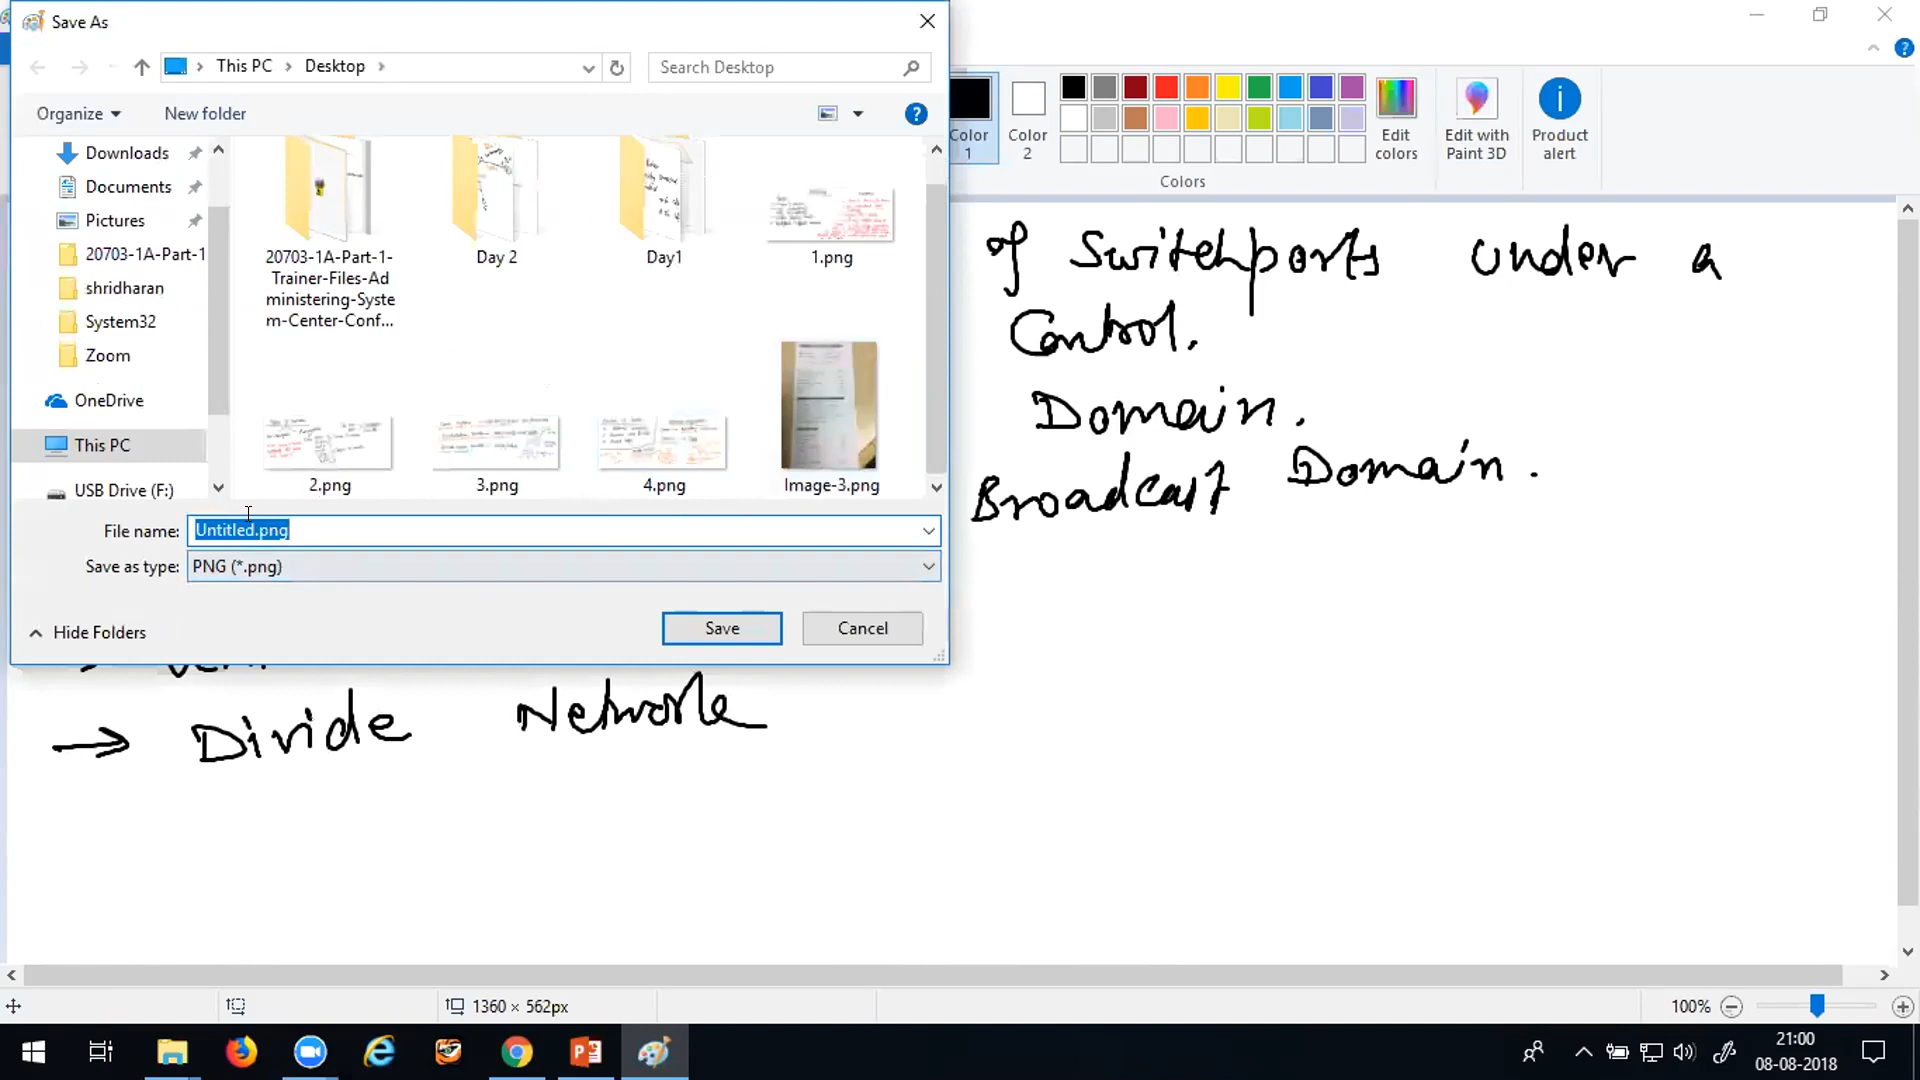 Save As
This PC > Desktop >
Search Desktop
Organize
New folder
Downloads
Documents
Pictures
20703-1A-Part-1
shridharan
System32
Zoom
OneDrive
This PC
USB Drive (F:)
20703-1A-Part-1-
Trainer-Files-Ad
ministering-Syste
m-Center-Conf...
Day 2
Day1
1.png
2.png
3.png
4.png
Image-3.png
File name:
Untitled.png
Save as type:
PNG (*.png)
Hide Folders
Save
Cancel
Color
1
Color
2
Edit
colors
Edit with
Paint 3D
Product
alert
Colors
of Switchports under a
Control.
Domain.
Broadcast Domain.
→ Divide Network
1360 × 562px
100%
21:00
08-08-2018